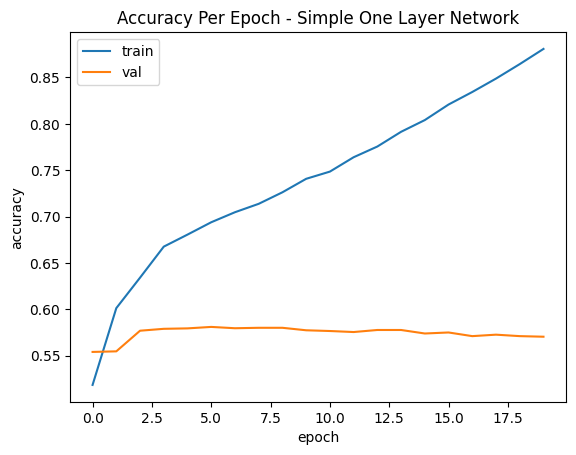 Accuracy Per Epoch - Simple One Layer Network
train
val
accuracy
0.85
0.80
0.75
0.70
0.65
0.60
0.55
0.0 2.5 5.0 7.5 10.0 12.5 15.0 17.5
epoch